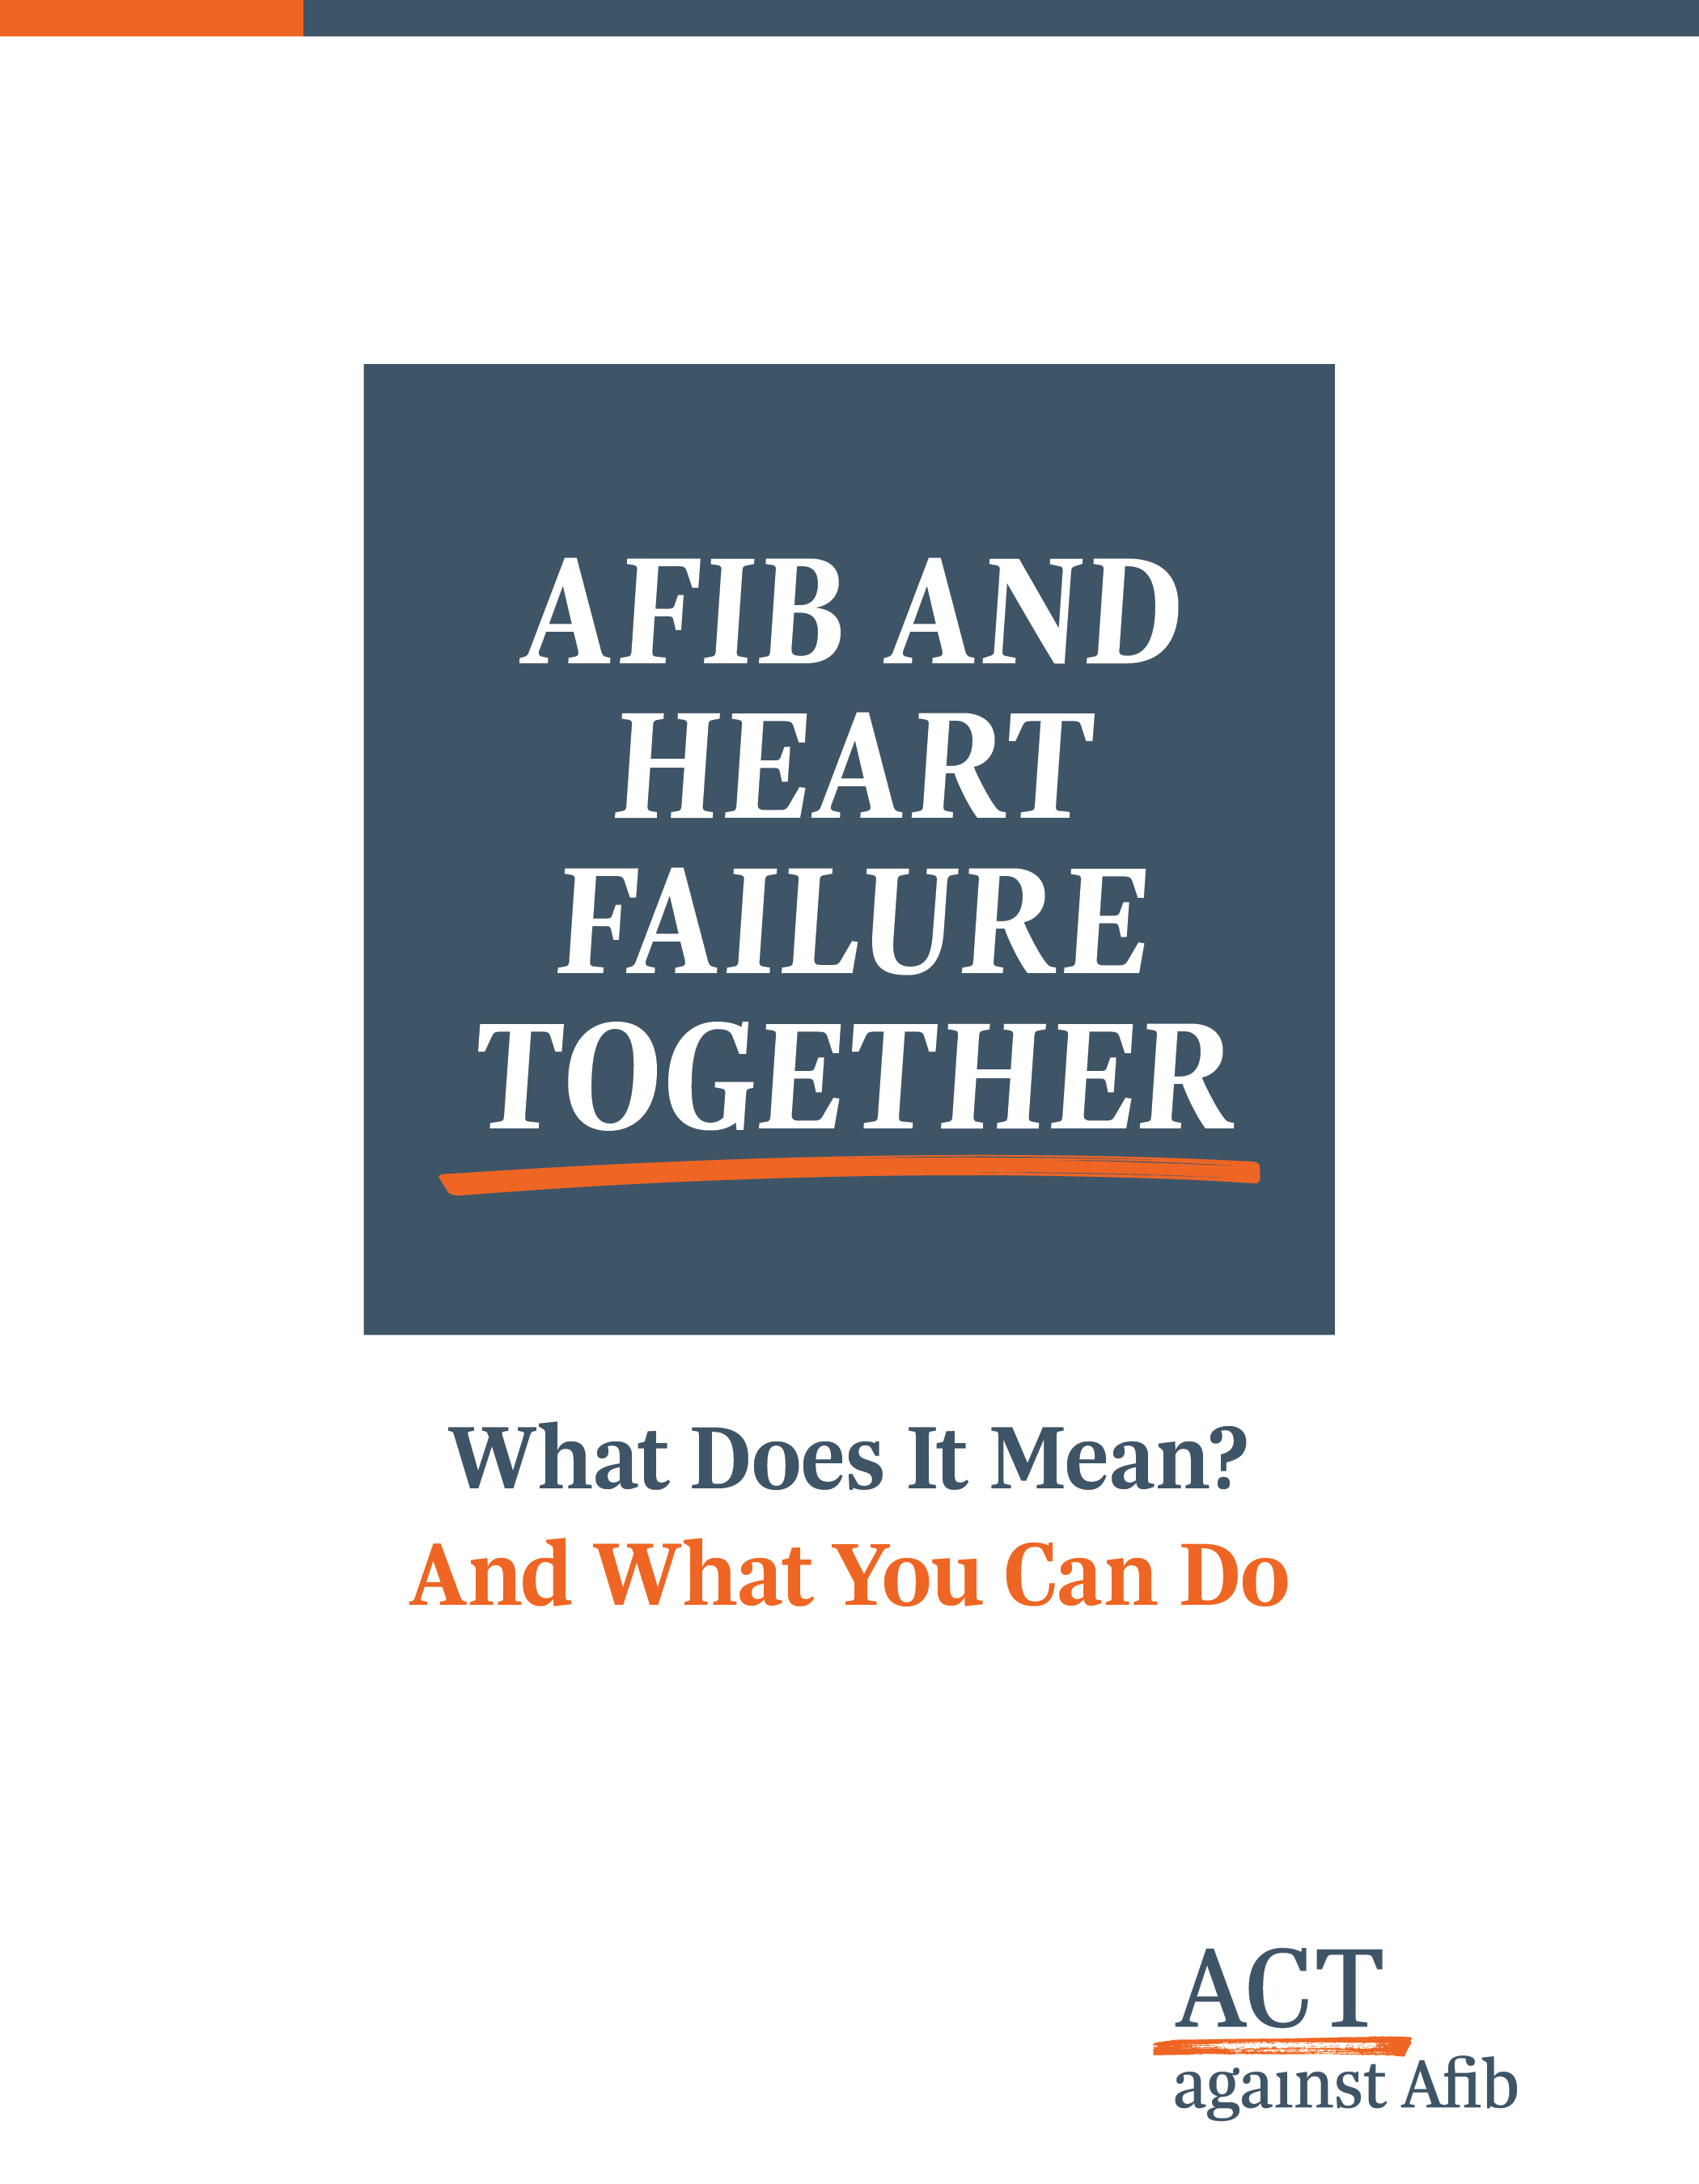 AFIB AND
HEART
FAILURE
TOGETHER
What Does It Mean?
And What You Can Do
ACT
against Afib